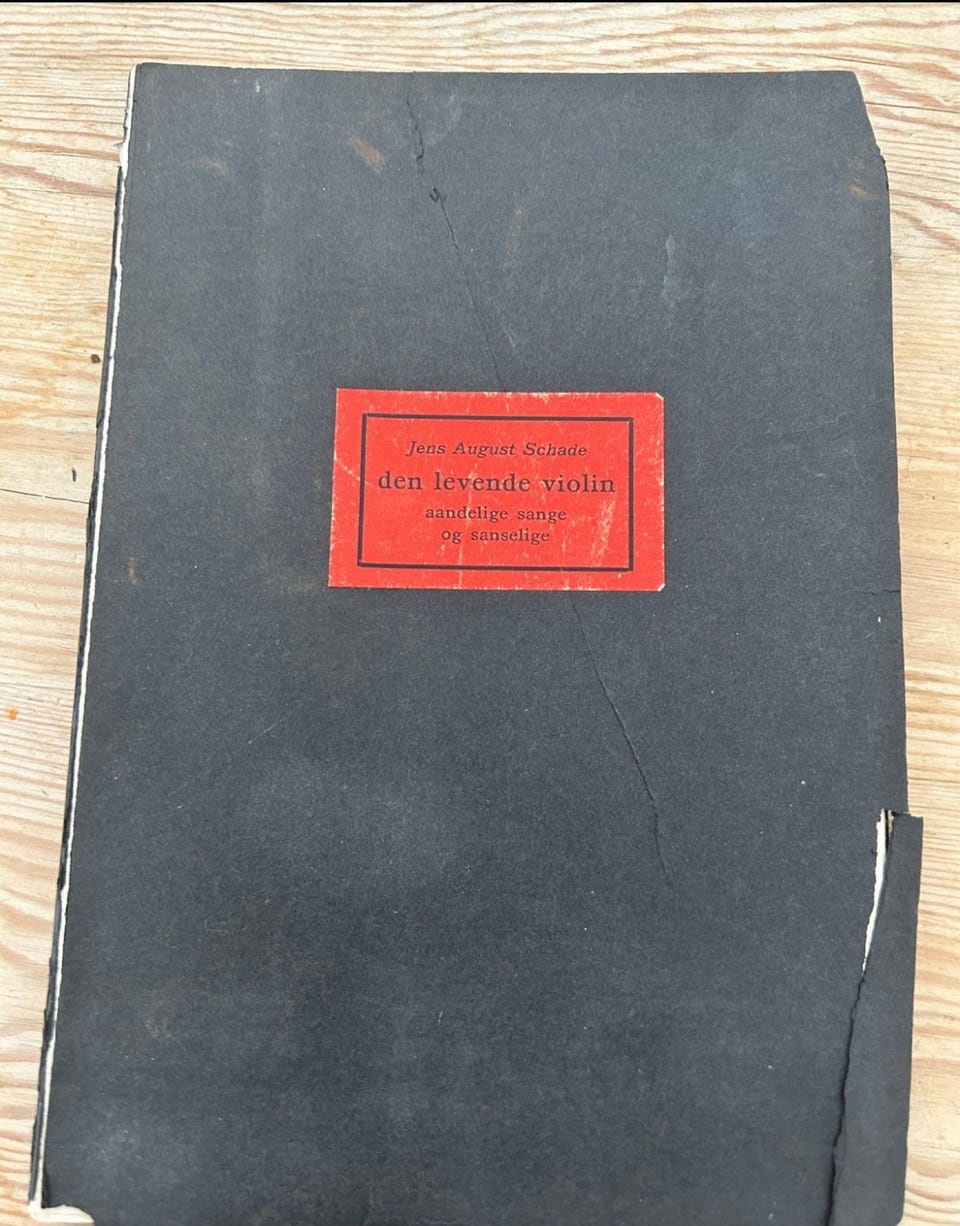 Jens August Schade
den levende violin
aandelige sange
og sanselige